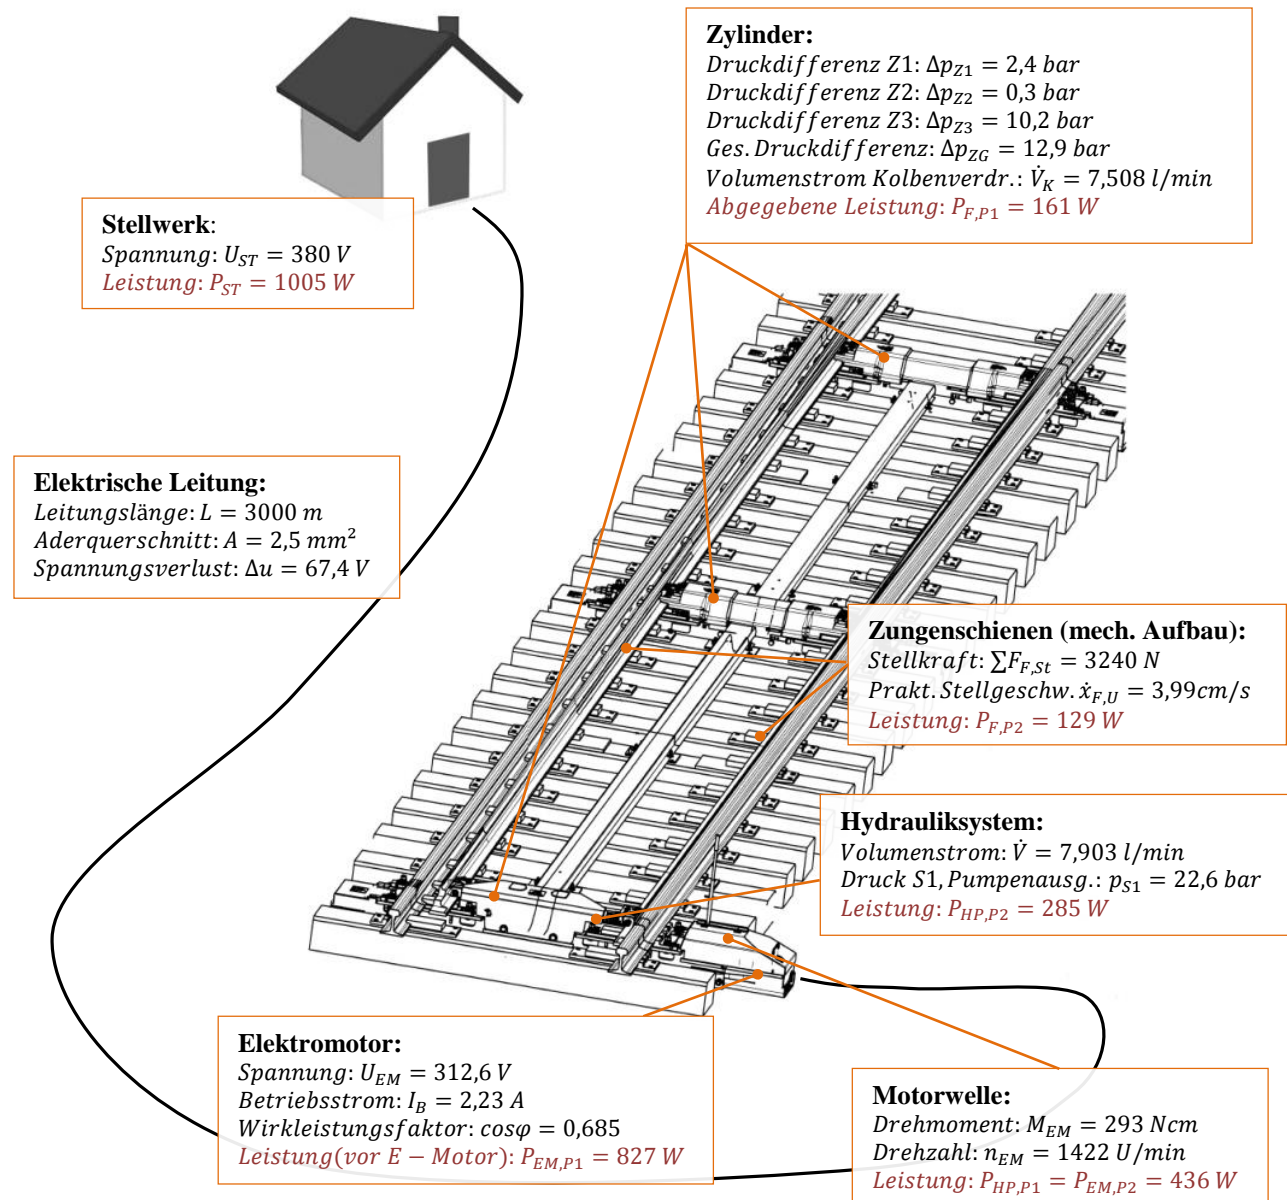 Zylinder:
Druckdifferenz Z1: Δp_Z1 = 2,4 bar
Druckdifferenz Z2: Δp_Z2 = 0,3 bar
Druckdifferenz Z3: Δp_Z3 = 10,2 bar
Ges. Druckdifferenz: Δp_ZG = 12,9 bar
Volumenstrom Kolbenverdr.: V̇_K = 7,508 l/min
Abgegebene Leistung: P_F,P1 = 161 W
Stellwerk:
Spannung: U_ST = 380 V
Leistung: P_ST = 1005 W
Elektrische Leitung:
Leitungslänge: L = 3000 m
Aderquerschnitt: A = 2,5 mm²
Spannungsverlust: Δu = 67,4 V
Zungenschienen (mech. Aufbau):
Stellkraft: ∑F_F,St = 3240 N
Prakt. Stellgeschw. ẋ_F,U = 3,99cm/s
Leistung: P_F,P2 = 129 W
Hydrauliksystem:
Volumenstrom: V̇ = 7,903 l/min
Druck S1, Pumpenausg.: p_S1 = 22,6 bar
Leistung: P_HP,P2 = 285 W
Elektromotor:
Spannung: U_EM = 312,6 V
Betriebsstrom: I_B = 2,23 A
Wirkleistungsfaktor: cosφ = 0,685
Leistung(vor E − Motor): P_EM,P1 = 827 W
Motorwelle:
Drehmoment: M_EM = 293 Ncm
Drehzahl: n_EM = 1422 U/min
Leistung: P_HP,P1 = P_EM,P2 = 436 W